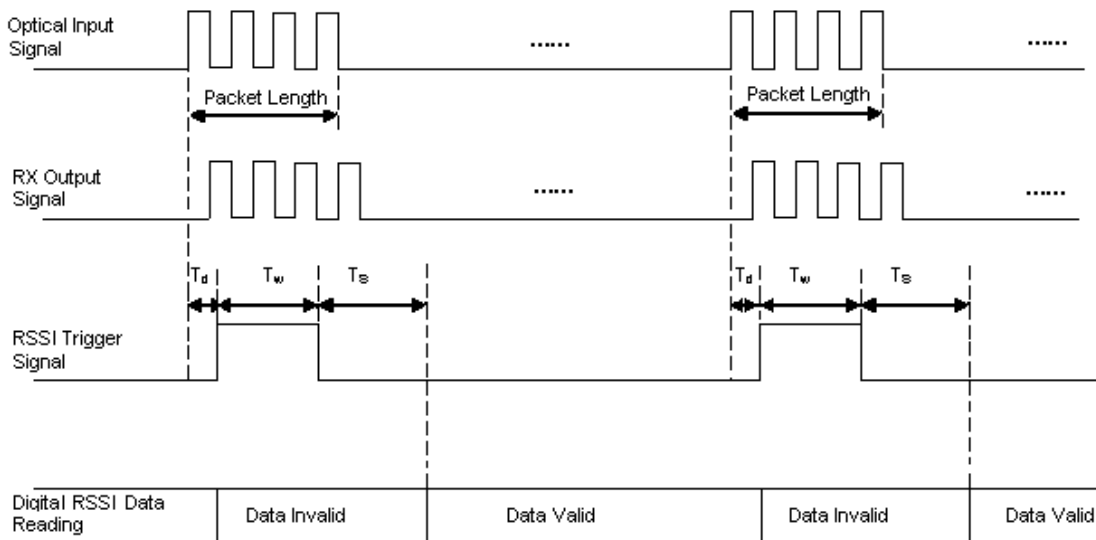 Optical Input
Signal
......
......
Packet Length
Packet Length
RX Output
Signal
......
......
Td
Tw
TS
Td
Tw
TS
RSSI Trigger
Signal
Digital RSSI Data
Reading
Data Invalid
Data Valid
Data Invalid
Data Valid